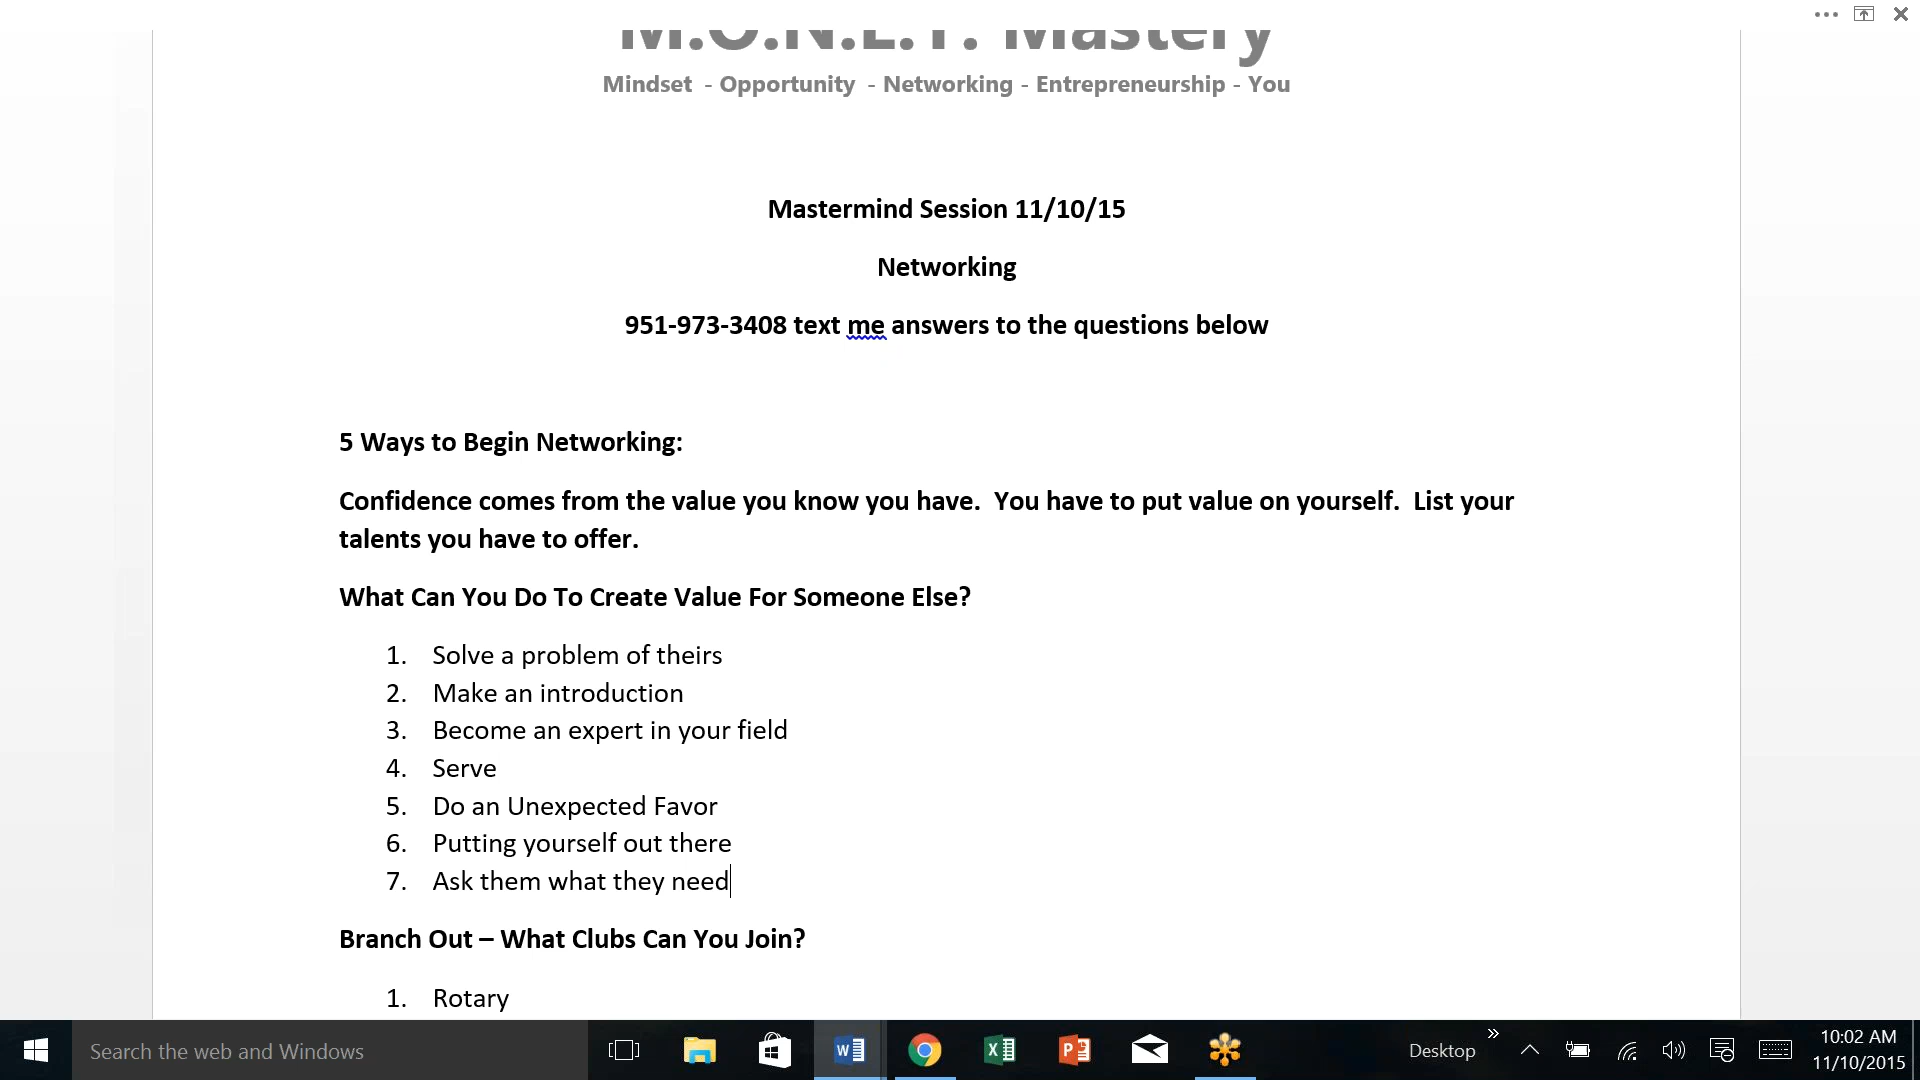 M.O.N.E.Y. Mastery
Mindset - Opportunity - Networking - Entrepreneurship - You
Mastermind Session 11/10/15
Networking
951-973-3408 text me answers to the questions below
5 Ways to Begin Networking:
Confidence comes from the value you know you have. You have to put value on yourself. List your
talents you have to offer.
What Can You Do To Create Value For Someone Else?
1. Solve a problem of theirs
2. Make an introduction
3. Become an expert in your field
4. Serve
5. Do an Unexpected Favor
6. Putting yourself out there
7. Ask them what they need
Branch Out – What Clubs Can You Join?
1. Rotary
Search the web and Windows
Desktop
10:02 AM
11/10/2015